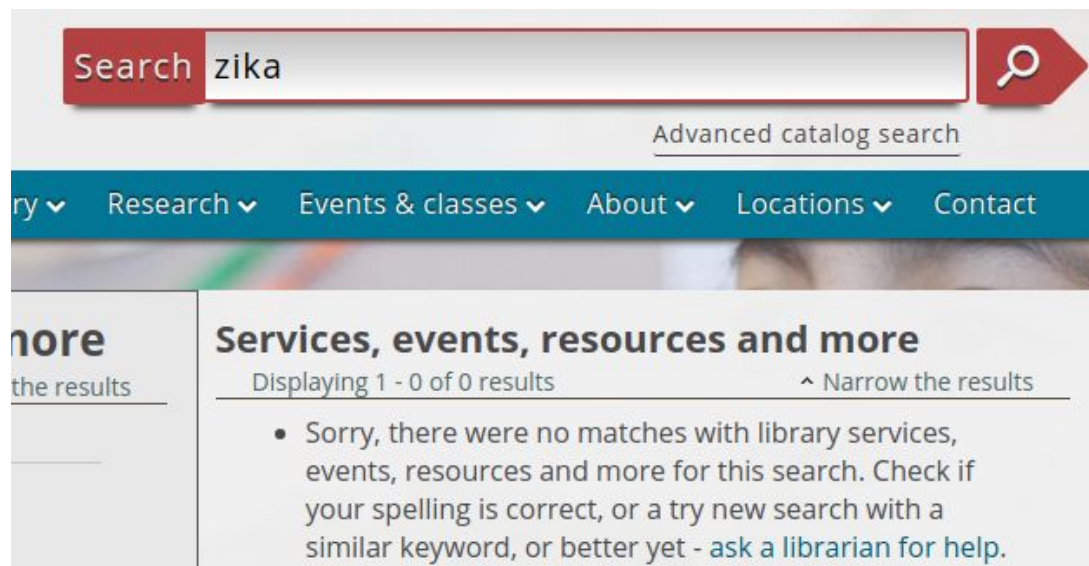 Search zika
Advanced catalog search
ry Research Events & classes About Locations Contact
more
the results
Services, events, resources and more
Displaying 1 - 0 of 0 results Narrow the results
Sorry, there were no matches with library services,
events, resources and more for this search. Check if
your spelling is correct, or a try new search with a
similar keyword, or better yet - ask a librarian for help.